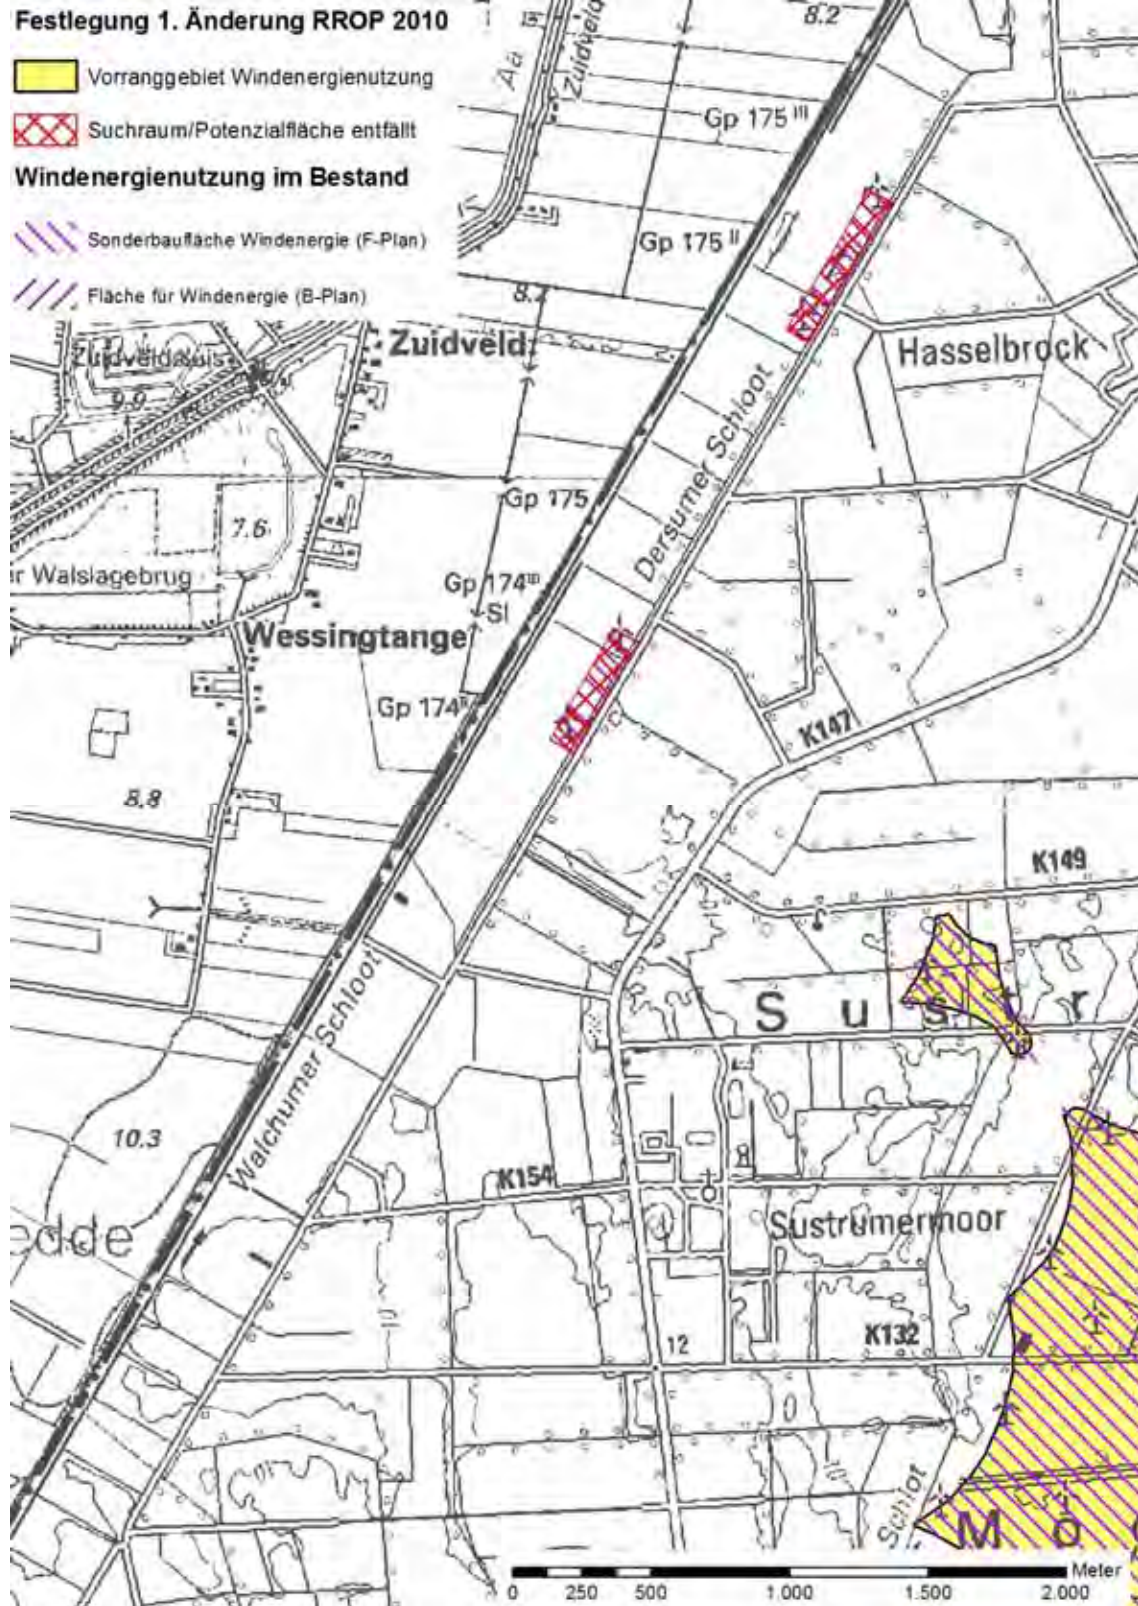 Festlegung 1. Änderung RROP 2010
Vorranggebiet Windenergienutzung
Suchraum/Potenzialfläche entfällt
Windenergienutzung im Bestand
Sonderbaufläche Windenergie (F-Plan)
Fläche für Windenergie (B-Plan)
8.2
Aa
Zuidveld
Gp 175 III
Gp 175 II
8.2
Zuidveld
Hasselbrock
9.9
Dersumer Schloot
Gp 175
7.6
Gp 174 III
Sl
r Walslagebrug
Wessingtange
Gp 174
K147
8.8
K149
S u s t r
Walchumer Schloot
10.3
K154
edde
Sustrumermoor
12
K132
Schlot
M o
0 250 500 1.000 1.500 2.000
Meter